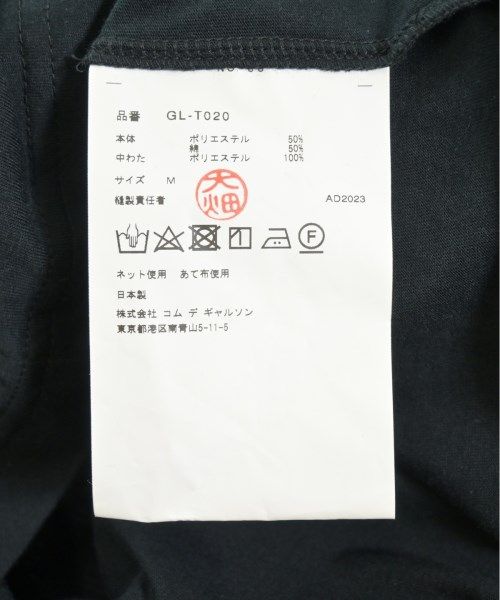 品番 GL-T020
本体 ポリエステル 50%
綿 50%
中わた ポリエステル 100%
サイズ M
大畑
縫製責任者 AD2023
F
ネット使用 あて布使用
日本製
株式会社 コム デ ギャルソン
東京都港区南青山5-11-5